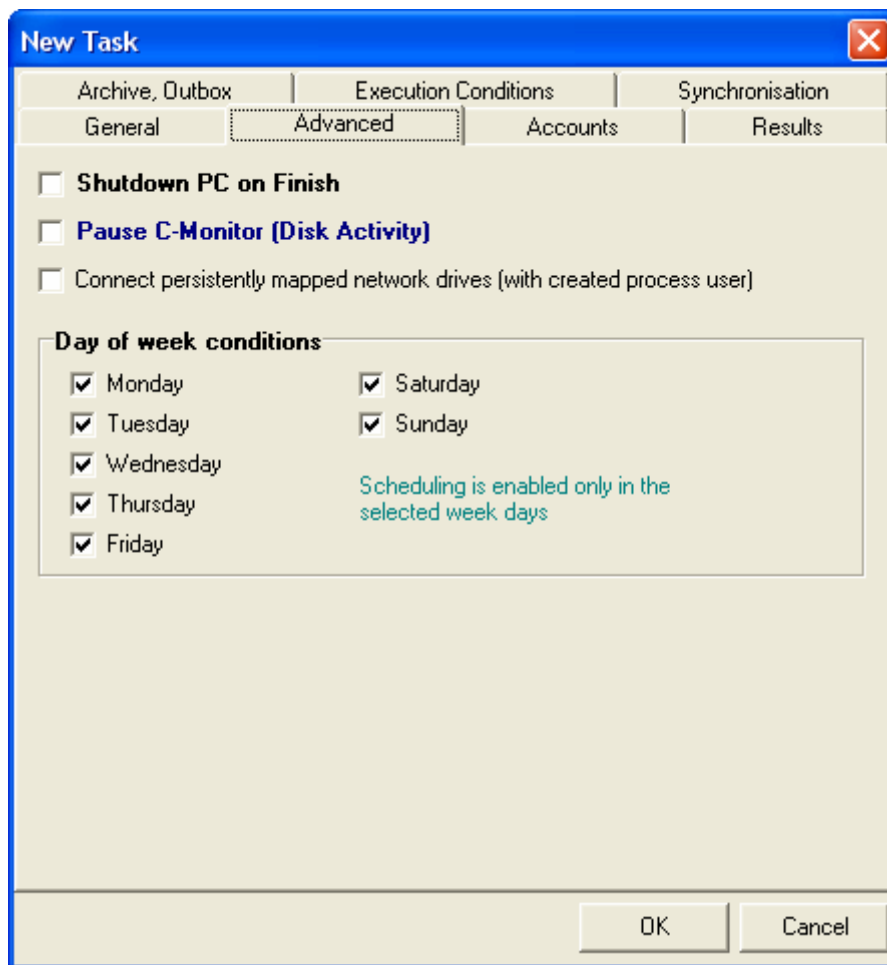 New Task
Archive, Outbox
Execution Conditions
Synchronisation
General
Advanced
Accounts
Results
Shutdown PC on Finish
Pause C-Monitor (Disk Activity)
Connect persistently mapped network drives (with created process user)
Day of week conditions
Monday
Saturday
Tuesday
Sunday
Wednesday
Thursday
Friday
Scheduling is enabled only in the
selected week days
OK
Cancel